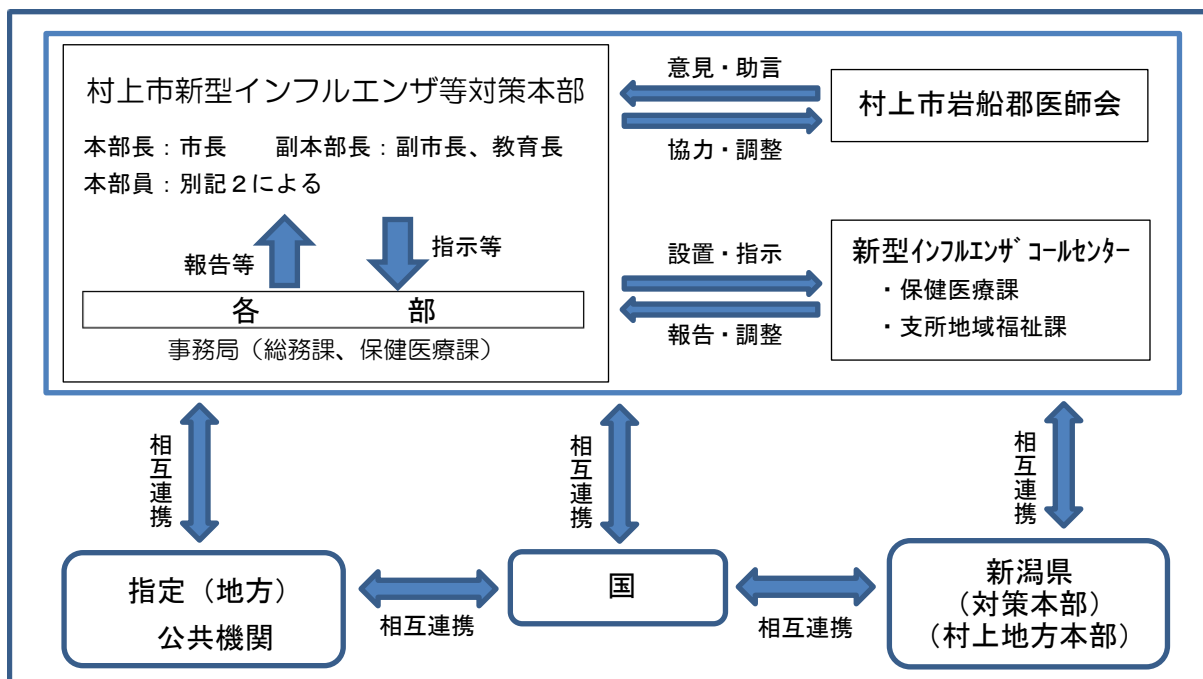 村上市新型インフルエンザ等対策本部
本部長：市長　　副本部長：副市長、教育長
本部員：別記２による
報告等
指示等
各　　　　　部
事務局（総務課、保健医療課）
意見・助言
協力・調整
村上市岩船郡医師会
設置・指示
報告・調整
新型ｲﾝﾌﾙｴﾝｻﾞｺｰﾙｾﾝﾀｰ
・保健医療課
・支所地域福祉課
相互連携
相互連携
相互連携
指定（地方）
公共機関
相互連携
国
相互連携
新潟県
（対策本部）
（村上地方本部）